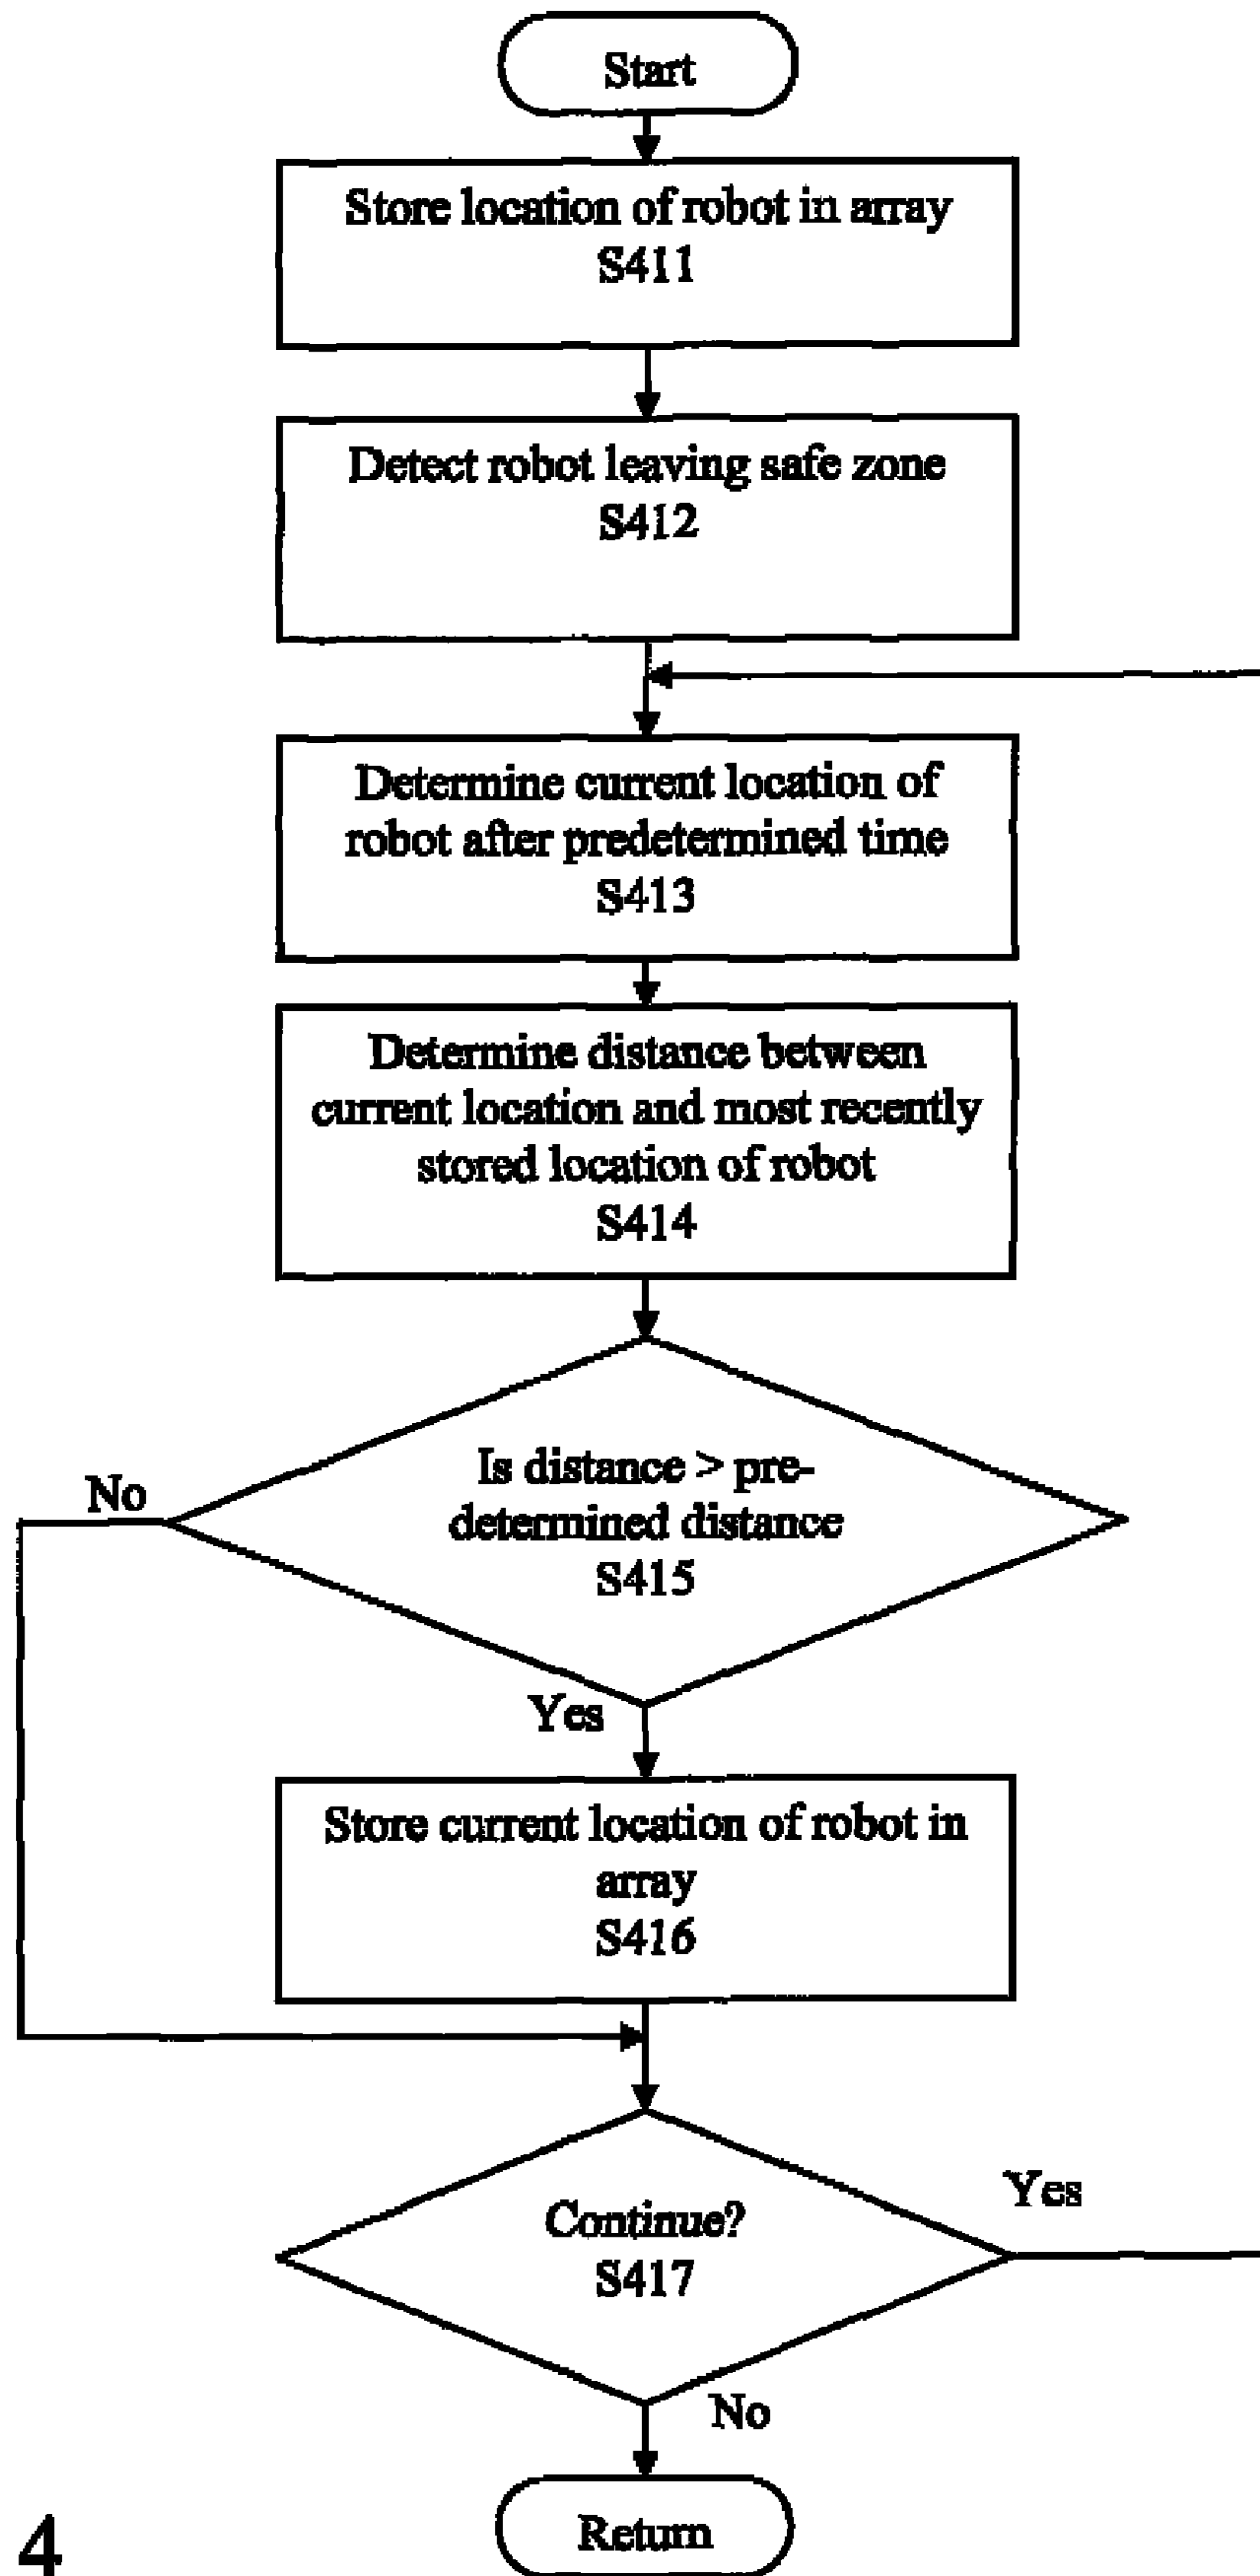 Start
Store location of robot in array
S411
Detect robot leaving safe zone
S412
Determine current location of
robot after predetermined time
S413
Determine distance between
current location and most recently
stored location of robot
S414
No
Is distance > pre-
determined distance
S415
Yes
Store current location of robot in
array
S416
Yes
Continue?
S417
No
Return
4